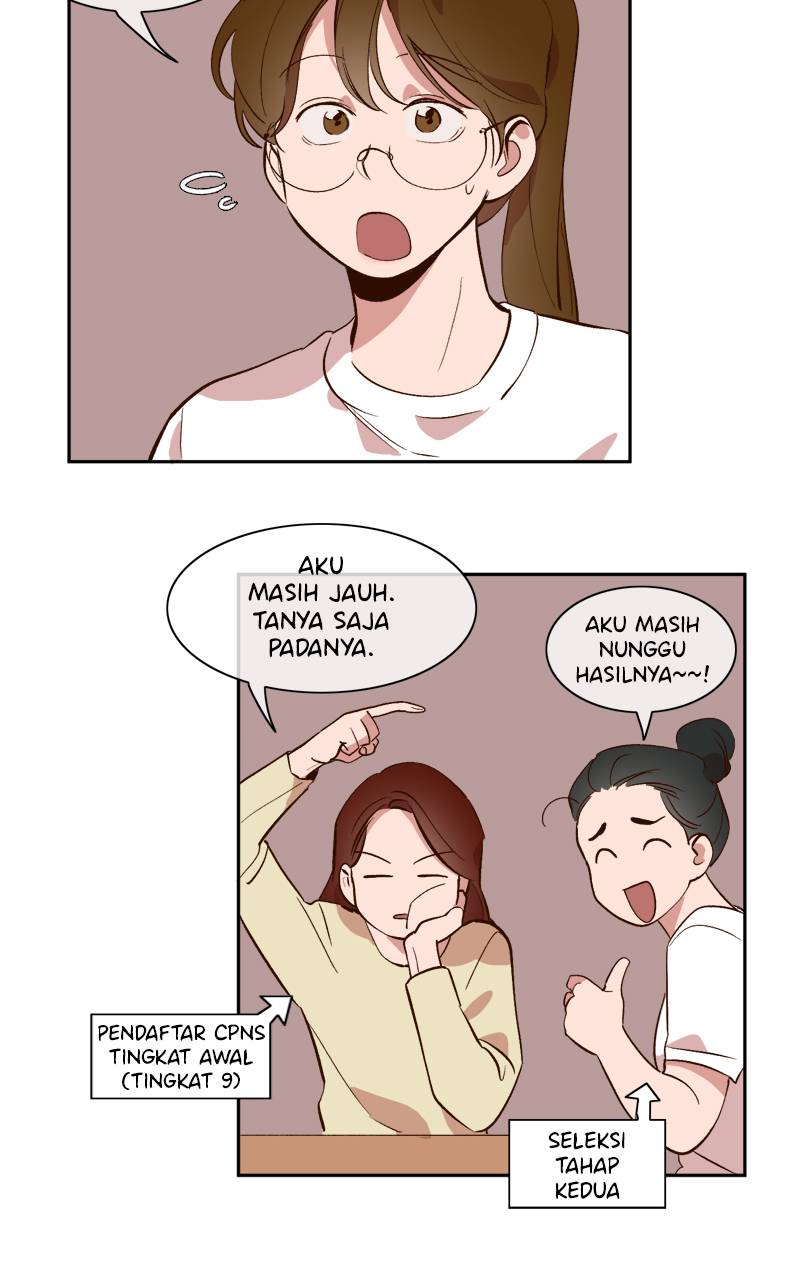 AKU
MASIH JAUH.
TANYA SAJA
PADANYA.
AKU MASIH
NUNGGU
HASILNYA~~!
PENDAFTAR CPNS
TINGKAT AWAL
(TINGKAT 9)
SELEKSI
TAHAP
KEDUA